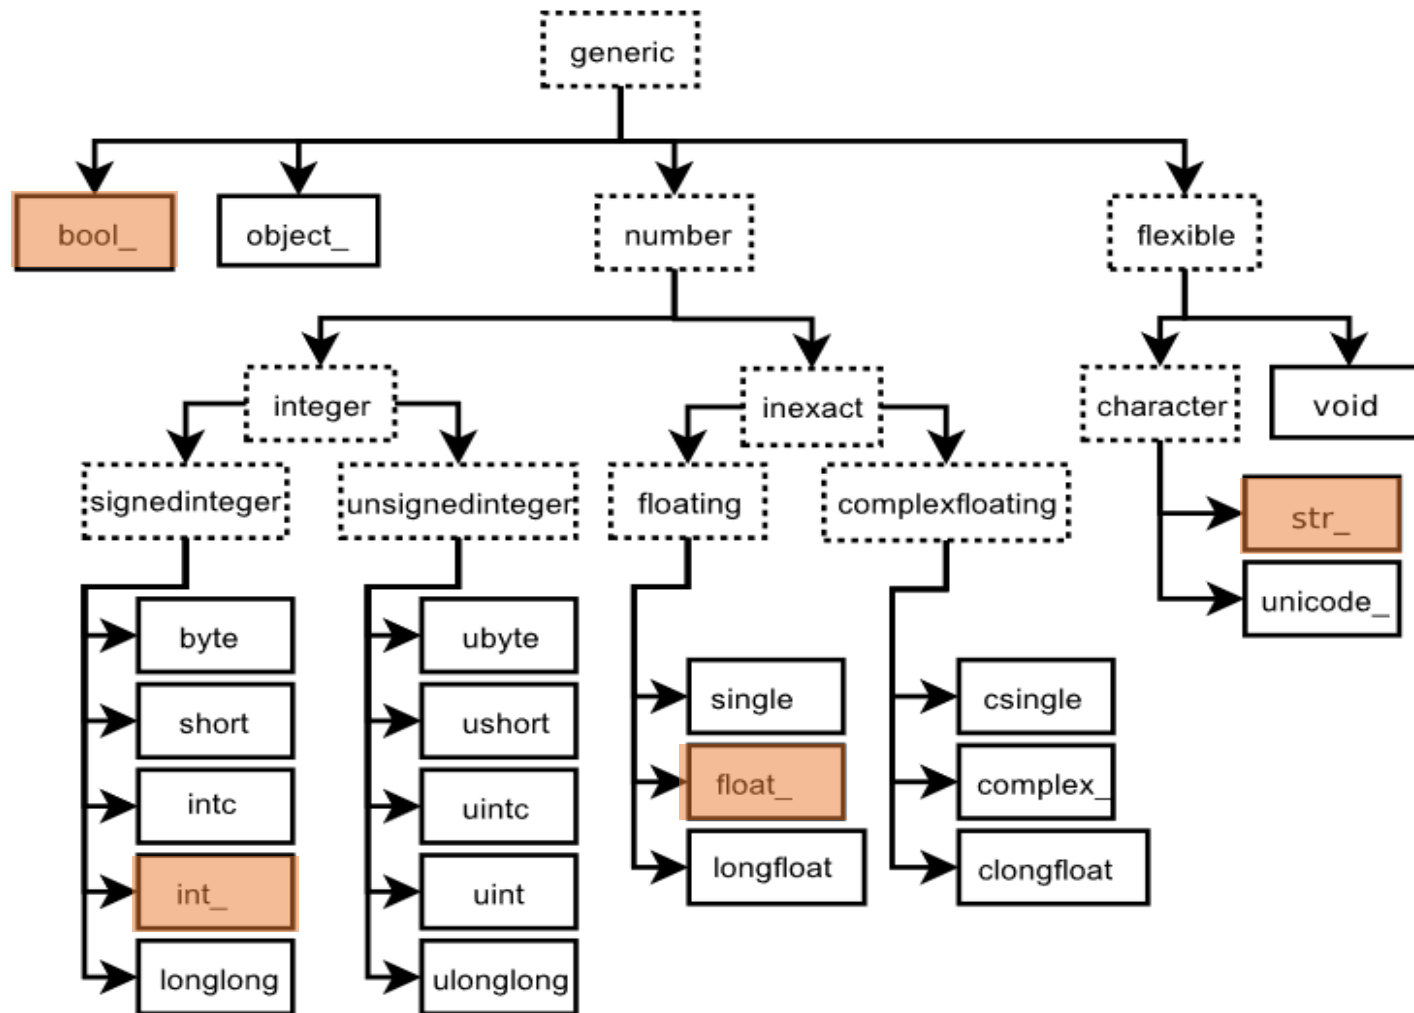 generic
bool_
object_
number
flexible
integer
inexact
character
void
signedinteger
unsignedinteger
floating
complexfloating
str_
unicode_
byte
ubyte
single
csingle
short
ushort
float_
complex_
intc
uintc
longfloat
clongfloat
int_
uint
longlong
ulonglong